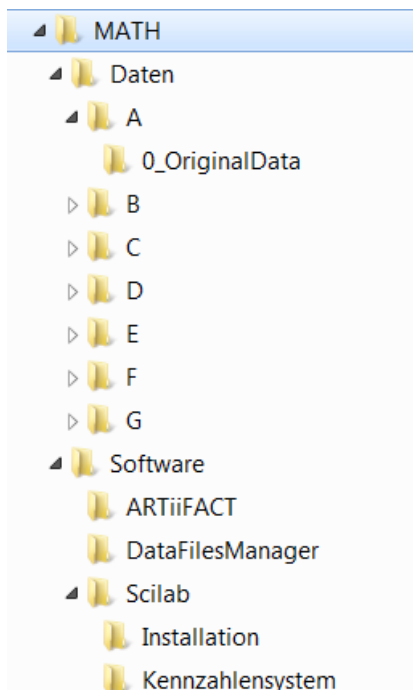 MATH
Daten
A
0_OriginalData
B
C
D
E
F
G
Software
ARTiiFACT
DataFilesManager
Scilab
Installation
Kennzahlensystem